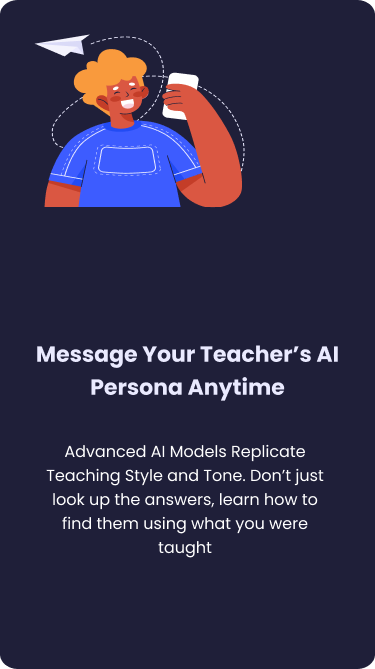 Message Your Teacher’s AI
Persona Anytime
Advanced AI Models Replicate
Teaching Style and Tone. Don’t just
look up the answers, learn how to
find them using what you were
taught